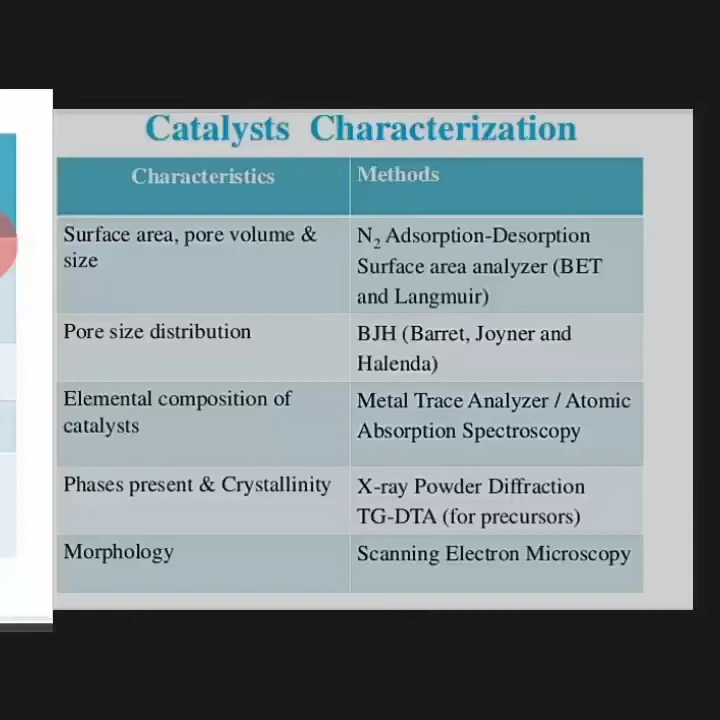 Catalysts Characterization
Characteristics
Methods
Surface area, pore volume &
size
N₂ Adsorption-Desorption
Surface area analyzer (BET
and Langmuir)
Pore size distribution
BJH (Barret, Joyner and
Halenda)
Elemental composition of
catalysts
Metal Trace Analyzer / Atomic
Absorption Spectroscopy
Phases present & Crystallinity
X-ray Powder Diffraction
TG-DTA (for precursors)
Morphology
Scanning Electron Microscopy